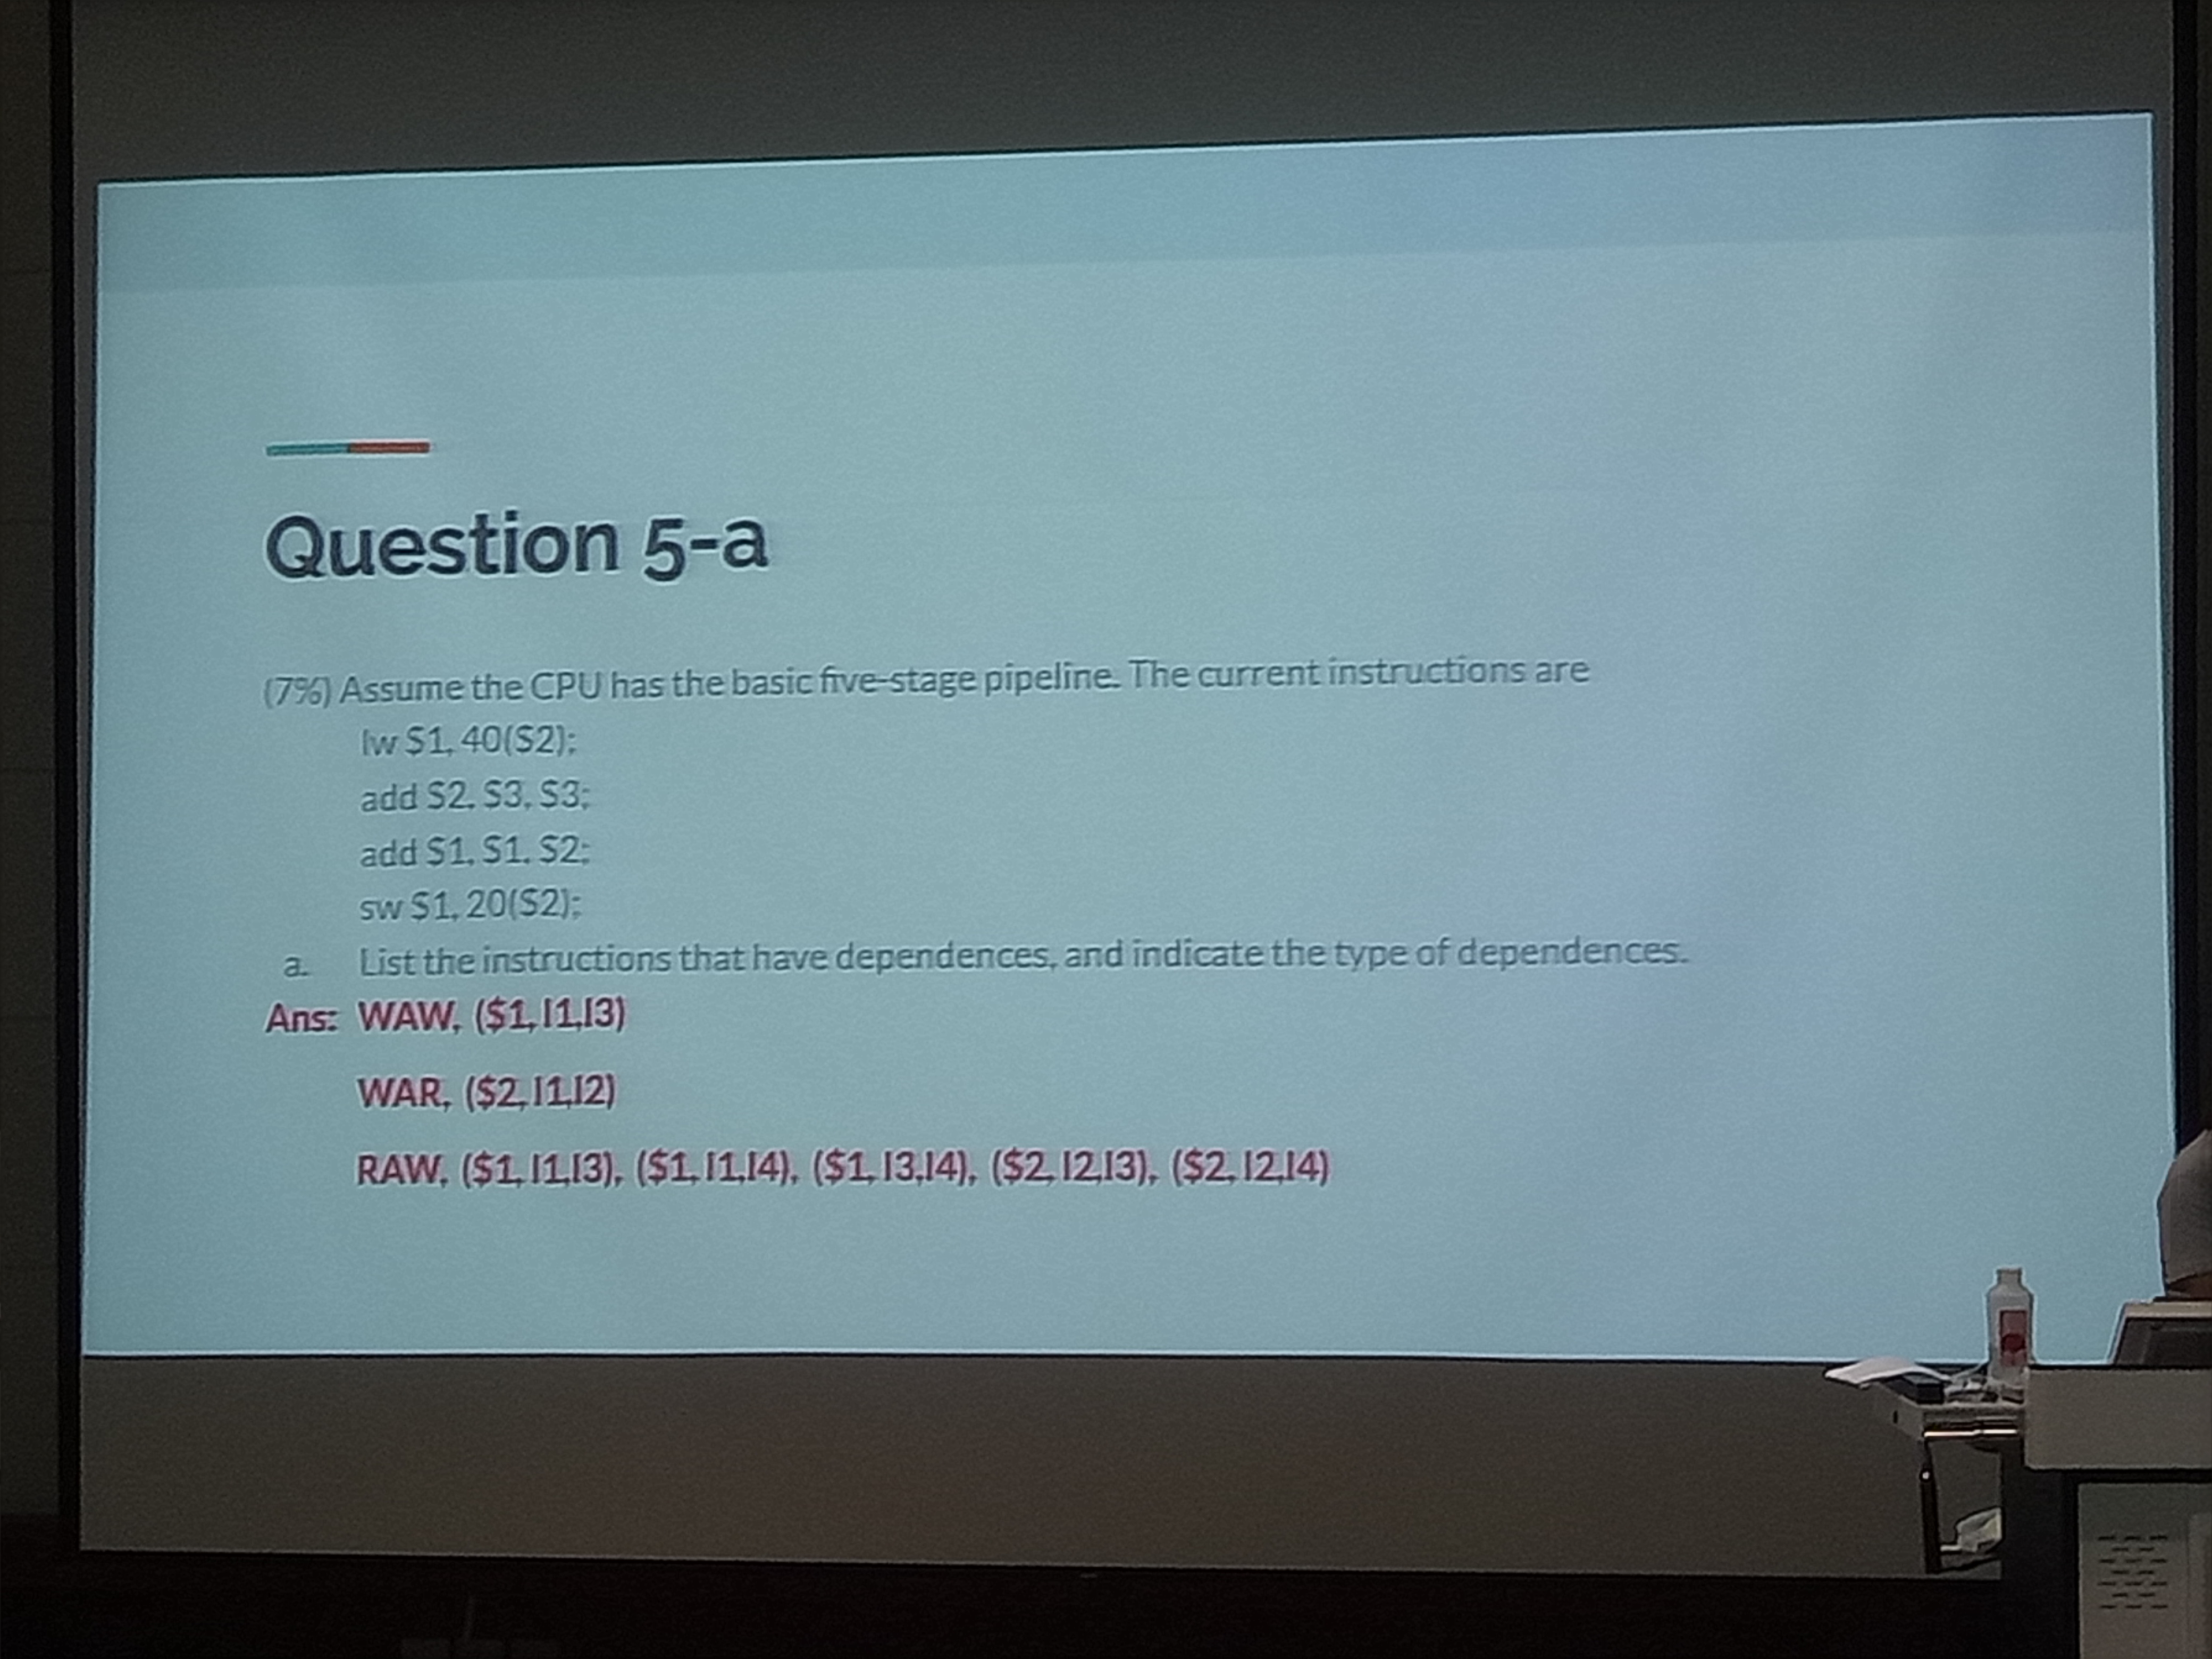 Question 5-a
(7%) Assume the CPU has the basic five-stage pipeline. The current instructions are
lw $1, 40($2);
add $2, $3, $3;
add $1, $1, $2;
sw $1, 20($2);
a. List the instructions that have dependences, and indicate the type of dependences.
Ans: WAW, ($1, I1,I3)
WAR, ($2, I1,I2)
RAW, ($1, I1,I3), ($1, I1,I4), ($1, I3,I4), ($2, I2,I3), ($2, I2,I4)